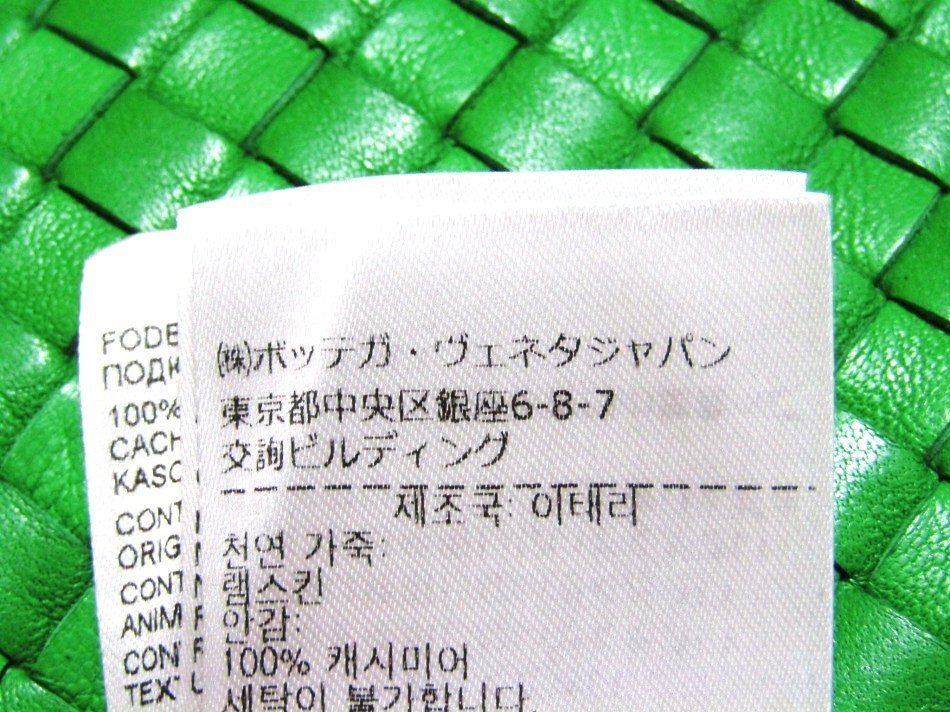 ㈱ボッテガ・ヴェネタジャパン
東京都中央区銀座6-8-7
交詢ビルディング
제조국: 이태리
천연 가죽:
램스킨
안감:
100% 캐시미어
세탁이 불가합니다.
FODE
ПОДК
100%
CACH
KASC
CONT
ORIG
CONT
ANIM
CONT
TEXT